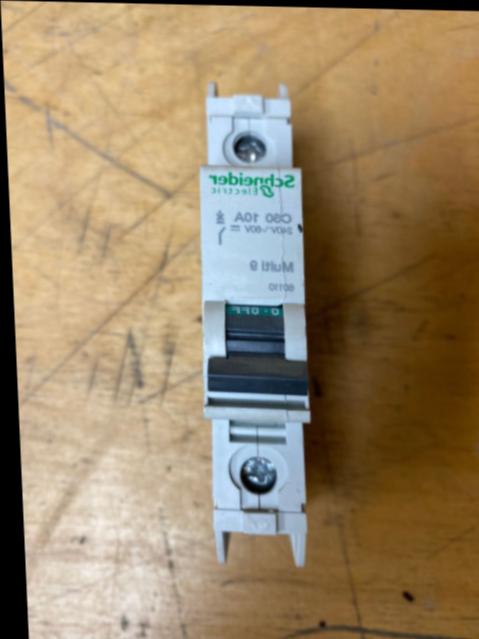 Schneider
Electric
C60 10A
240V~60V
Multi 9
60110
O·OFF